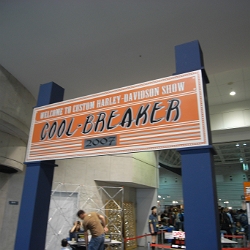 WELCOME TO CUSTOM HARLEY-DAVIDSON SHOW
COOL-BREAKER
2007